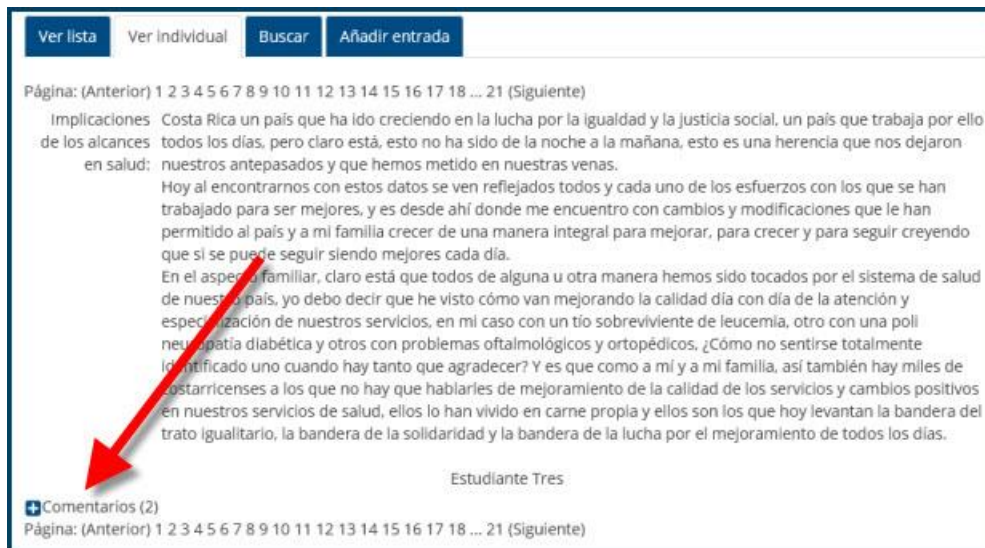 Ver lista Ver individual Buscar Añadir entrada
Página: (Anterior) 1 2 3 4 5 6 7 8 9 10 11 12 13 14 15 16 17 18 ... 21 (Siguiente)
Implicaciones Costa Rica un país que ha ido creciendo en la lucha por la igualdad y la justicia social, un país que trabaja por ello
de los alcances todos los días, pero claro está, esto no ha sido de la noche a la mañana, esto es una herencia que nos dejaron
en salud: nuestros antepasados y que hemos metido en nuestras venas.
Hoy al encontrarnos con estos datos se ven reflejados todos y cada uno de los esfuerzos con los que se han
trabajado para ser mejores, y es desde ahí donde me encuentro con cambios y modificaciones que le han
permitido al país y a mi familia crecer de una manera integral para mejorar, para crecer y para seguir creyendo
que si se puede seguir siendo mejores cada día.
En el aspecto familiar, claro está que todos de alguna u otra manera hemos sido tocados por el sistema de salud
de nuestro país, yo debo decir que he visto cómo van mejorando la calidad día con día de la atención y
especialización de nuestros servicios, en mi caso con un tío sobreviviente de leucemia, otro con una poli
neuropatía diabética y otros con problemas oftalmológicos y ortopédicos, ¿Cómo no sentirse totalmente
identificado uno cuando hay tanto que agradecer? Y es que como a mí y a mi familia, así también hay miles de
costarricenses a los que no hay que hablarles de mejoramiento de la calidad de los servicios y cambios positivos
en nuestros servicios de salud, ellos lo han vivido en carne propia y ellos son los que hoy levantan la bandera del
trato igualitario, la bandera de la solidaridad y la bandera de la lucha por el mejoramiento de todos los días.
Estudiante Tres
Comentarios (2)
Página: (Anterior) 1 2 3 4 5 6 7 8 9 10 11 12 13 14 15 16 17 18 ... 21 (Siguiente)